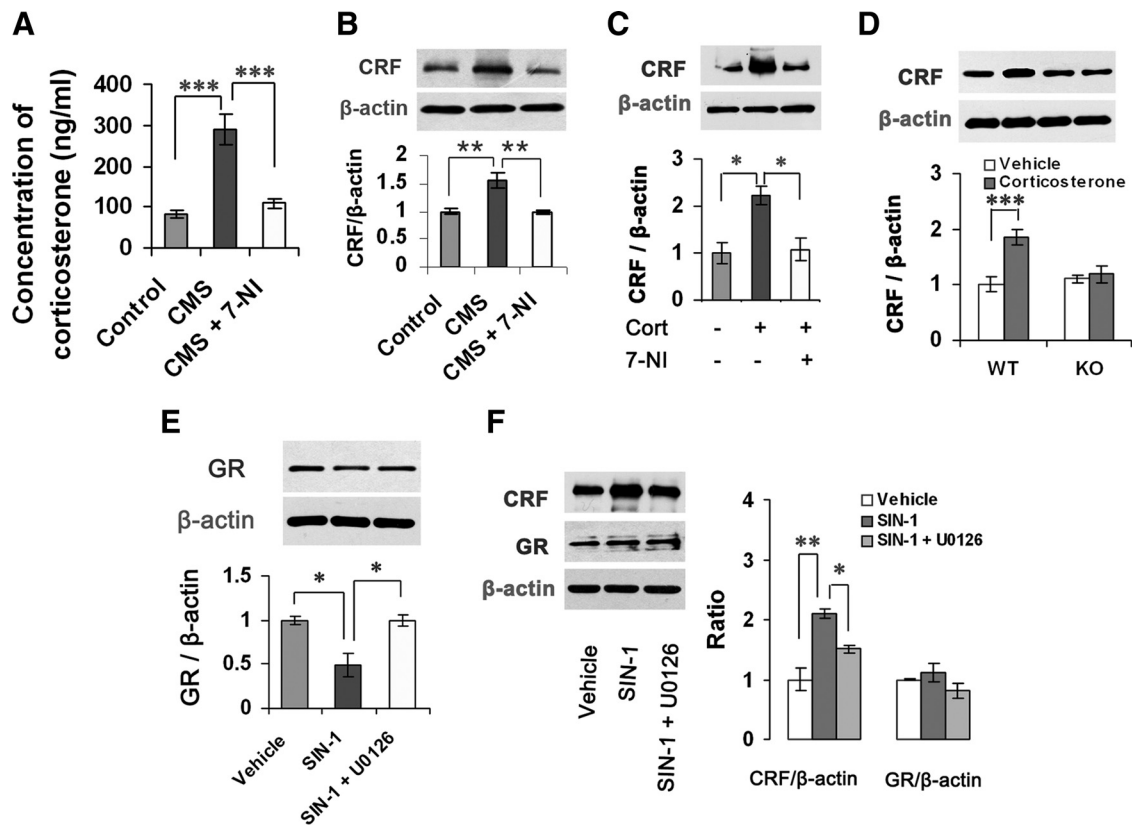 A
Concentration of
corticosterone (ng/ml)
400
300
200
100
0
***
***
Control
CMS
CMS + 7-NI
B
CRF
β-actin
CRF/β-actin
2
1.5
1
0.5
0
**
**
Control
CMS
CMS + 7-NI
C
CRF
β-actin
CRF / β-actin
3
2
1
0
*
*
Cort - + +
7-NI - - +
D
CRF
β-actin
CRF / β-actin
3
2
1
0
Vehicle
Corticosterone
***
WT KO
E
GR
β-actin
GR / β-actin
1.5
1
0.5
0
*
*
Vehicle
SIN-1
SIN-1 + U0126
F
CRF
GR
β-actin
Vehicle
SIN-1
SIN-1 + U0126
Ratio
4
3
2
1
0
Vehicle
SIN-1
SIN-1 + U0126
**
*
CRF/β-actin GR/β-actin